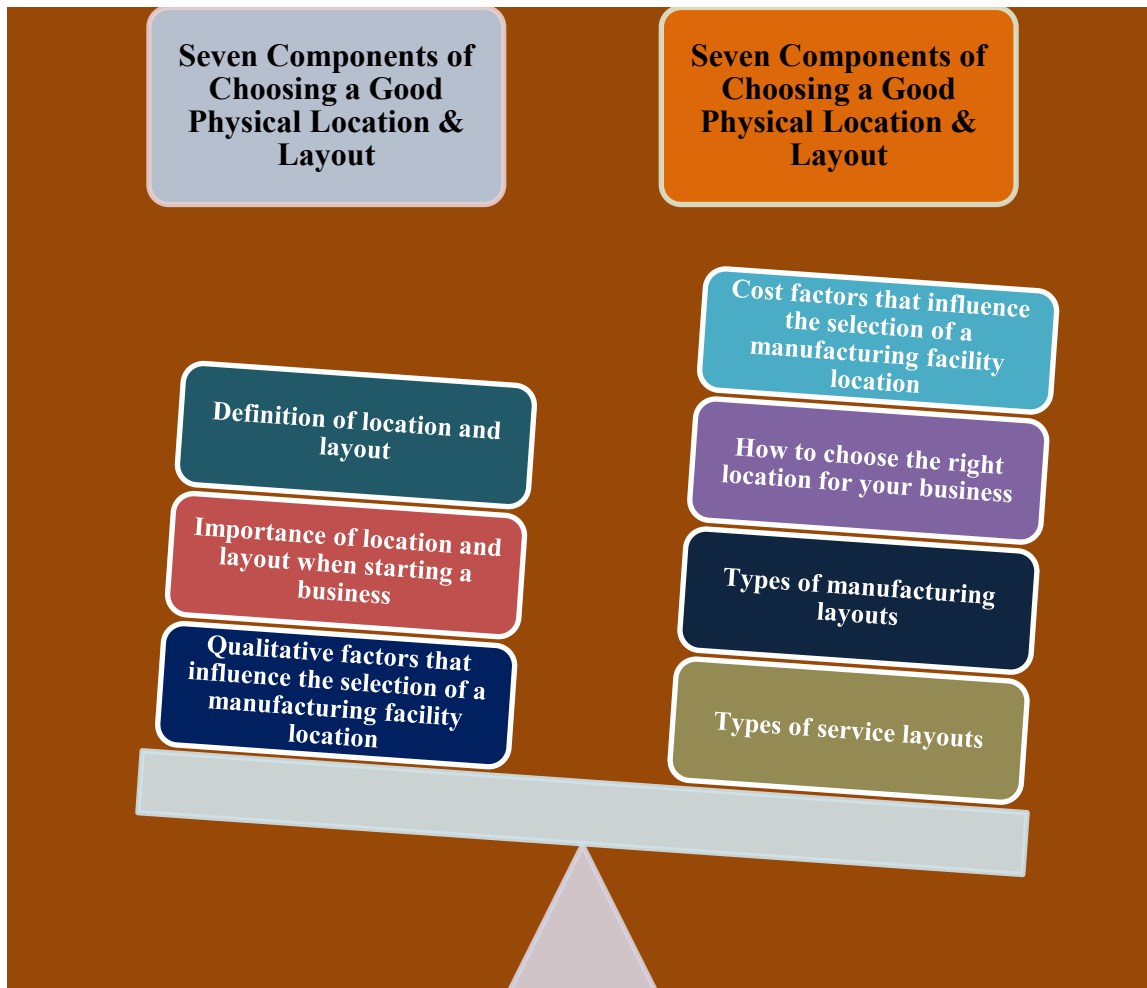 Seven Components of
Choosing a Good
Physical Location &
Layout
Definition of location and
layout
Importance of location and
layout when starting a
business
Qualitative factors that
influence the selection of a
manufacturing facility
location
Seven Components of
Choosing a Good
Physical Location &
Layout
Cost factors that influence
the selection of a
manufacturing facility
location
How to choose the right
location for your business
Types of manufacturing
layouts
Types of service layouts